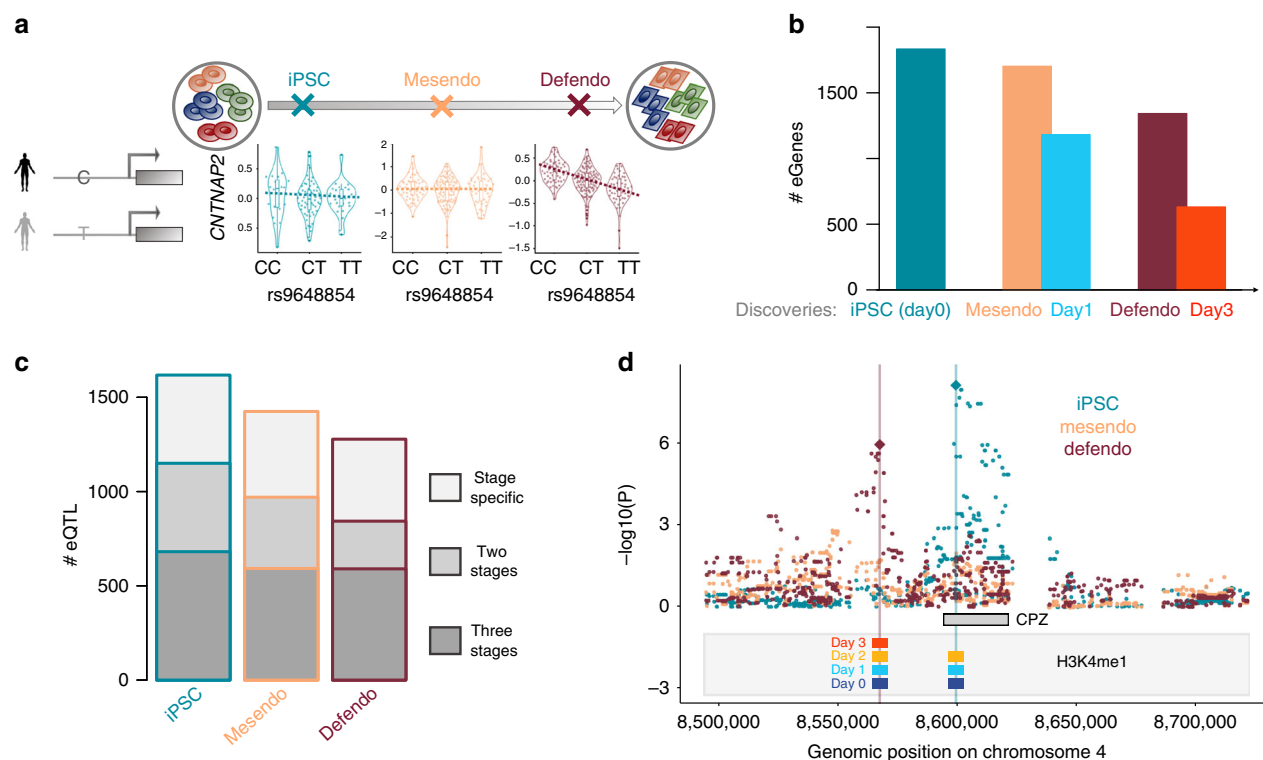 a
iPSC
Mesendo
Defendo
C
T
CNTNAP2
0.5
0.0
0.5
CC CT TT
rs9648854
2
1
0
−1
−2
CC CT TT
rs9648854
0.5
0.0
−0.5
−1.0
−1.5
CC CT TT
rs9648854
b
# eGenes
1500
500
0
Discoveries: iPSC (day0) Mesendo Day1 Defendo Day3
c
# eQTL
1500
1000
500
0
iPSC
Mesendo
Defendo
Stage
specific
Two
stages
Three
stages
d
−log10(P)
6
3
0
−3
iPSC
mesendo
defendo
CPZ
Day 3
Day 2
Day 1
Day 0
H3K4me1
8,500,000 8,550,000 8,600,000 8,650,000 8,700,000
Genomic position on chromosome 4